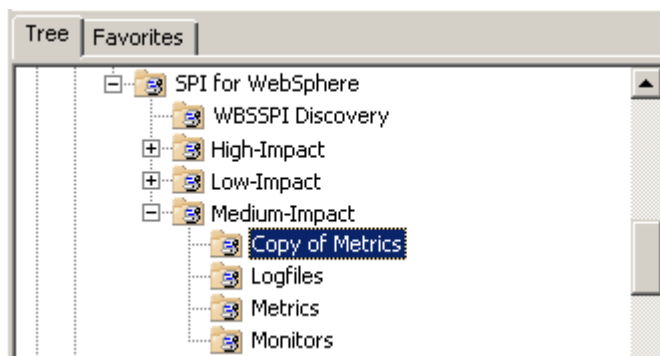 Tree Favorites
SPI for WebSphere
WBSSPI Discovery
High-Impact
Low-Impact
Medium-Impact
Copy of Metrics
Logfiles
Metrics
Monitors